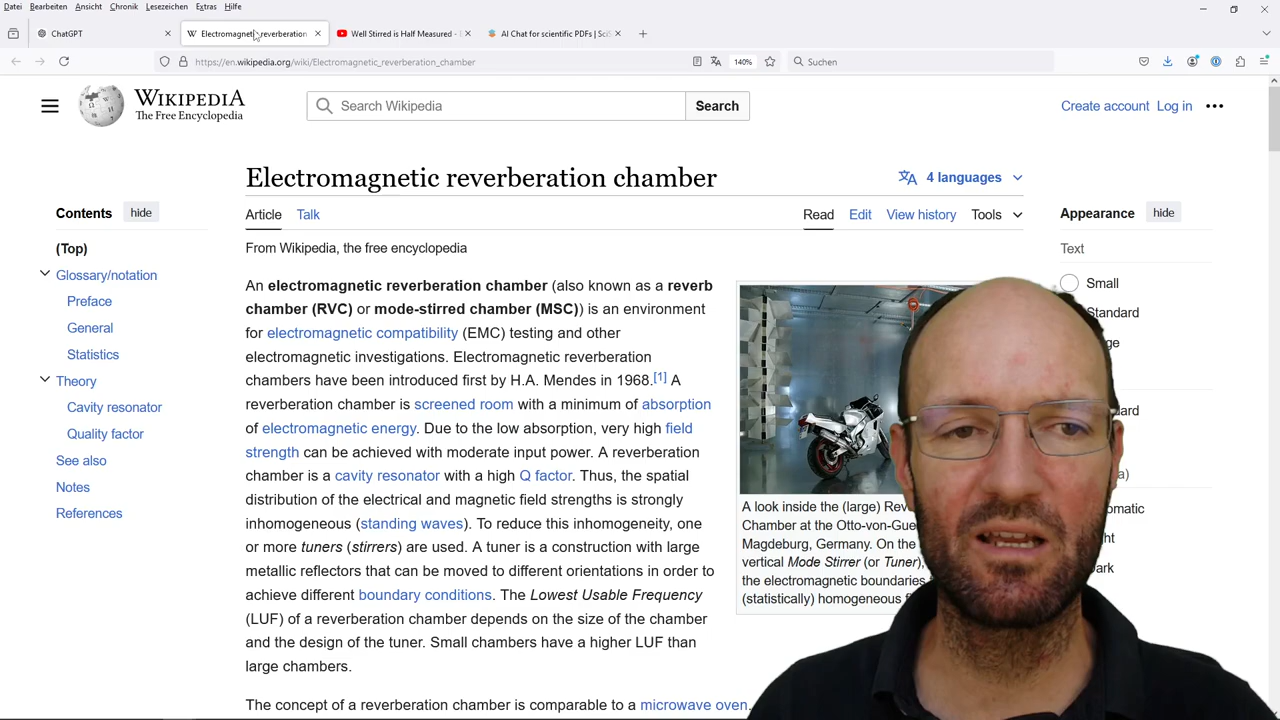 Datei Bearbeiten Ansicht Chronik Lesezeichen Extras Hilfe
ChatGPT
Electromagnetic reverberation
Well Stirred is Half Measured -
AI Chat for scientific PDFs | SciS
https://en.wikipedia.org/wiki/Electromagnetic_reverberation_chamber
140%
Suchen
WIKIPEDIA
The Free Encyclopedia
Search Wikipedia
Search
Create account Log in
Electromagnetic reverberation chamber
4 languages
Article Talk
Read Edit View history Tools
From Wikipedia, the free encyclopedia
Contents hide
(Top)
Glossary/notation
Preface
General
Statistics
Theory
Cavity resonator
Quality factor
See also
Notes
References
An electromagnetic reverberation chamber (also known as a reverb
chamber (RVC) or mode-stirred chamber (MSC)) is an environment
for electromagnetic compatibility (EMC) testing and other
electromagnetic investigations. Electromagnetic reverberation
chambers have been introduced first by H.A. Mendes in 1968.[1] A
reverberation chamber is screened room with a minimum of absorption
of electromagnetic energy. Due to the low absorption, very high field
strength can be achieved with moderate input power. A reverberation
chamber is a cavity resonator with a high Q factor. Thus, the spatial
distribution of the electrical and magnetic field strengths is strongly
inhomogeneous (standing waves). To reduce this inhomogeneity, one
or more tuners (stirrers) are used. A tuner is a construction with large
metallic reflectors that can be moved to different orientations in order to
achieve different boundary conditions. The Lowest Usable Frequency
(LUF) of a reverberation chamber depends on the size of the chamber
and the design of the tuner. Small chambers have a higher LUF than
large chambers.
The concept of a reverberation chamber is comparable to a microwave oven.
A look inside the (large) Rev
Chamber at the Otto-von-Gue
Magdeburg, Germany. On the
vertical Mode Stirrer (or Tuner),
the electromagnetic boundaries
(statistically) homogeneous
Appearance hide
Text
Small
Standard